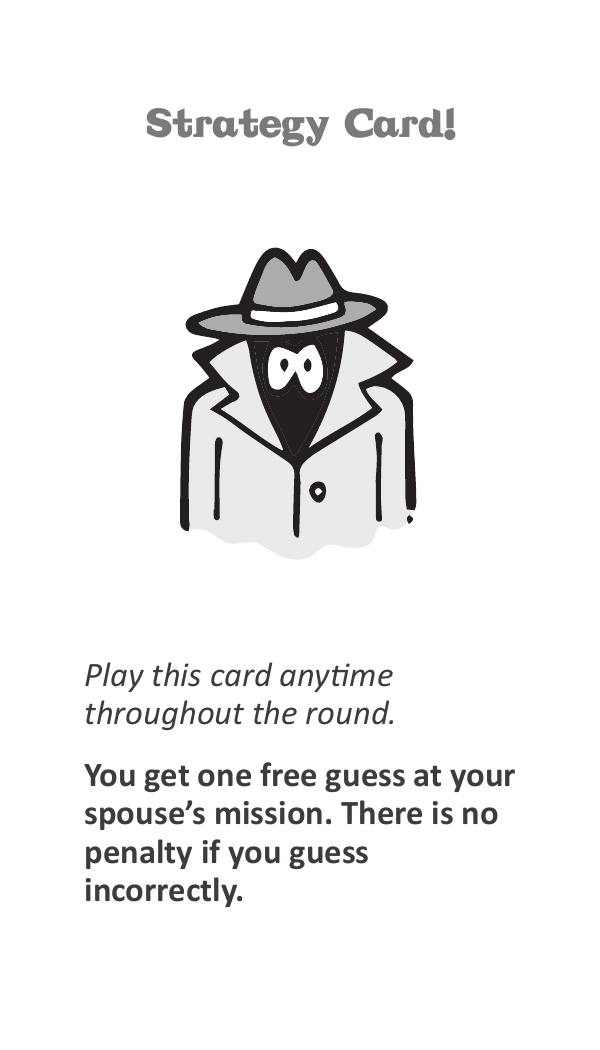 Strategy Card!
Play this card anytime
throughout the round.
You get one free guess at your
spouse’s mission. There is no
penalty if you guess
incorrectly.